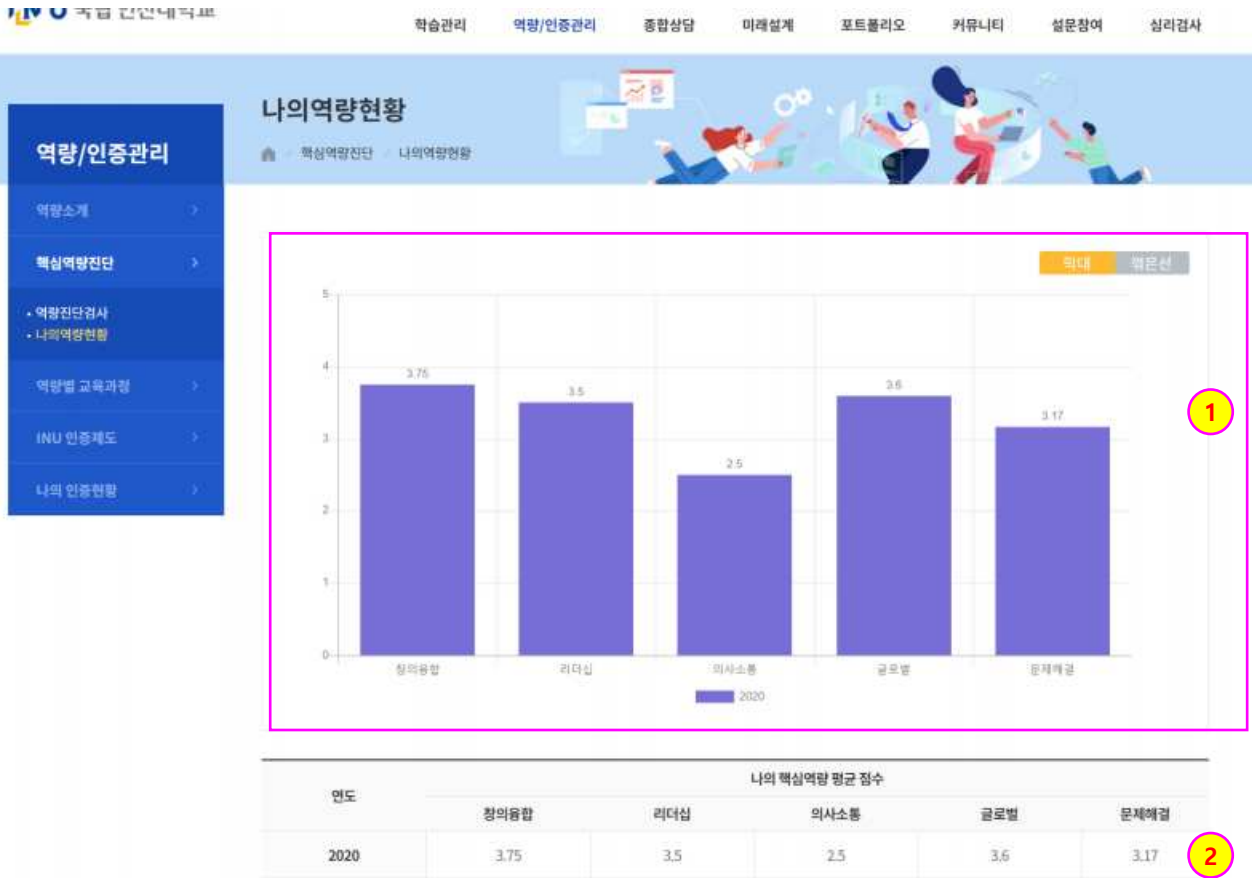 학습관리 역량/인증관리 종합상담 미래설계 포트폴리오 커뮤니티 설문참여 심리검사
나의역량현황
핵심역량진단 나의역량현황
역량/인증관리
역량소개
핵심역량진단
• 역량진단검사
• 나의역량현황
역량별 교육과정
INU 인증제도
나의 인증현황
막대 꺾은선
5
4
3
2
1
0
3.75
3.5
2.5
3.6
3.17
창의융합 리더십 의사소통 글로벌 문제해결
2020
1
연도 나의 핵심역량 평균 점수
창의융합 리더십 의사소통 글로벌 문제해결
2020 3.75 3.5 2.5 3.6 3.17
2